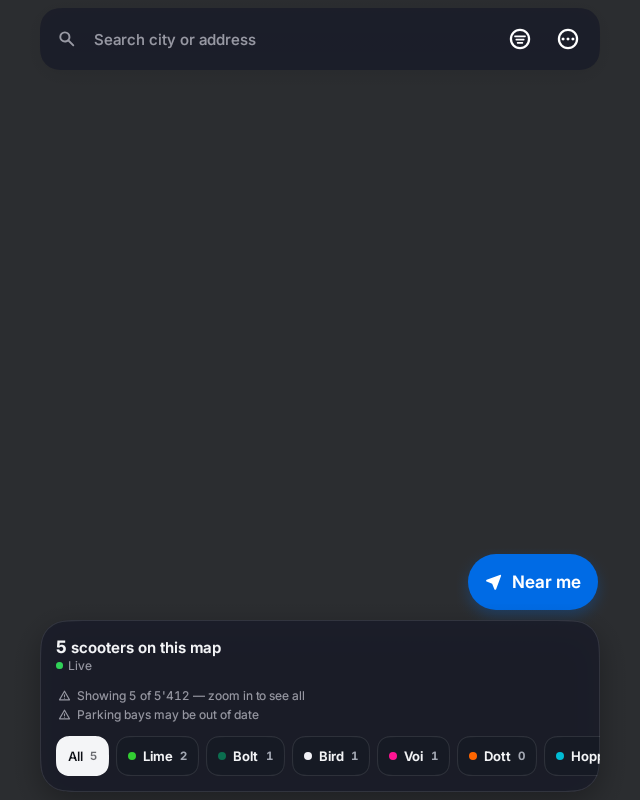 Search city or address
Near me
5 scooters on this map
Live
Showing 5 of 5'412 — zoom in to see all
Parking bays may be out of date
All 5 Lime 2 Bolt 1 Bird 1 Voi 1 Dott 0